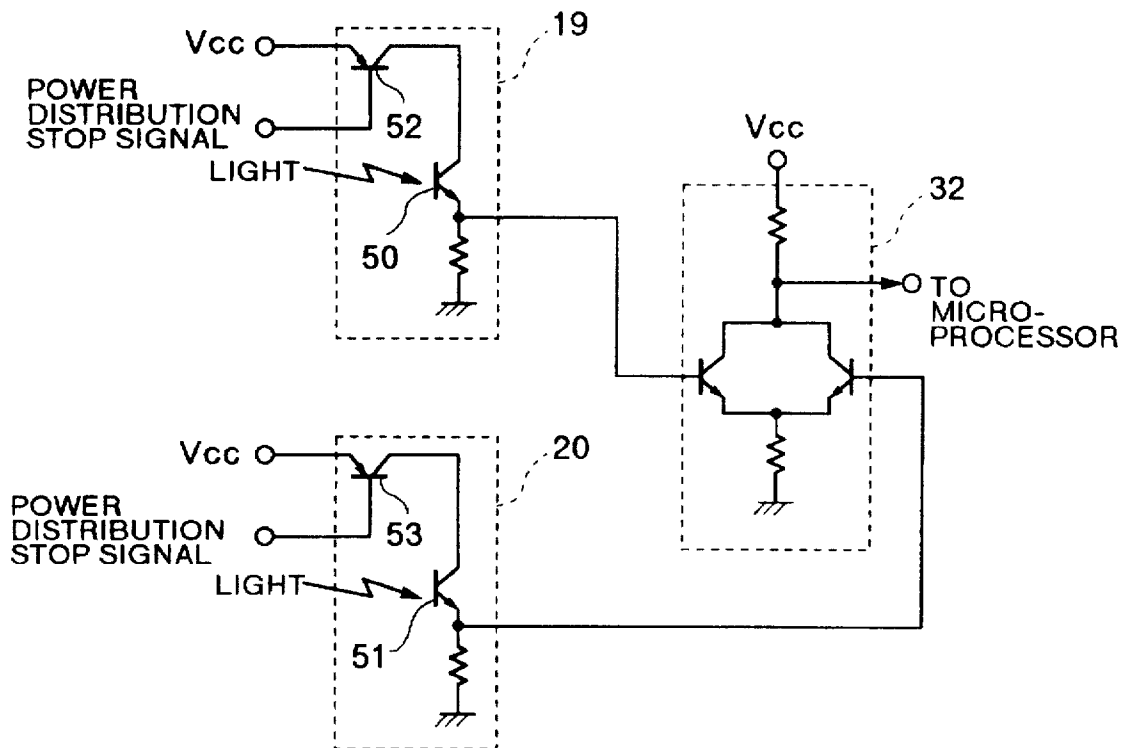 19
Vcc
POWER
DISTRIBUTION
STOP SIGNAL
52
LIGHT
50
Vcc
32
TO
MICRO-
PROCESSOR
20
Vcc
POWER
DISTRIBUTION
STOP SIGNAL
53
LIGHT
51